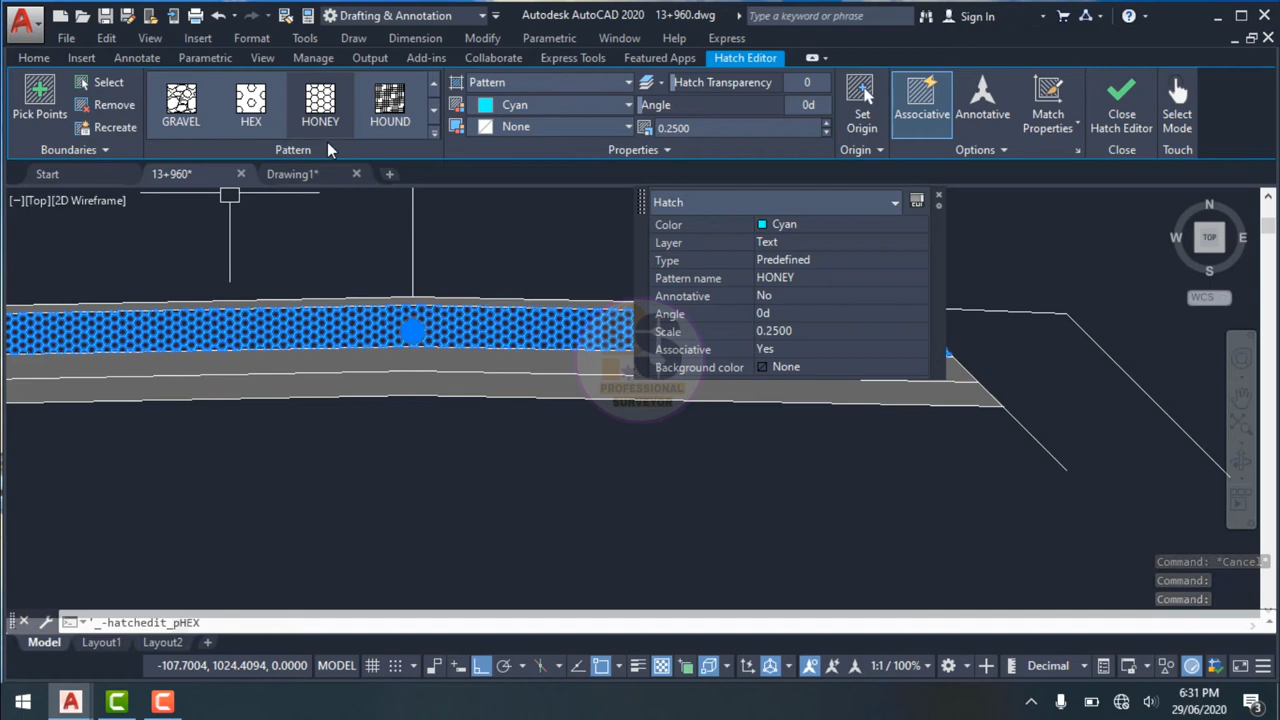 Drafting & Annotation
Autodesk AutoCAD 2020 13+960.dwg
Type a keyword or phrase
Sign In
File Edit View Insert Format Tools Draw Dimension Modify Parametric Window Help Express
Home Insert Annotate Parametric View Manage Output Add-ins Collaborate Express Tools Featured Apps Hatch Editor
Pick Points
Select
Remove
Recreate
Boundaries
GRAVEL HEX HONEY HOUND
Pattern
Pattern
Cyan
None
Hatch Transparency 0
Angle 0d
0.2500
Properties
Set
Origin
Origin
Associative
Annotative
Match
Properties
Options
Close
Hatch Editor
Close
Select
Mode
Touch
Start 13+960* Drawing1*
[−][Top][2D Wireframe]
Hatch
Color Cyan
Layer Text
Type Predefined
Pattern name HONEY
Annotative No
Angle 0d
Scale 0.2500
Associative Yes
Background color None
N
W TOP E
S
WCS
PROFESSIONAL
SURVEYOR
Command: *Cancel*
Command:
Command:
'_-hatchedit_pHEX
Model Layout1 Layout2
-107.7004, 1024.4094, 0.0000 MODEL
1:1 / 100%
Decimal
6:31 PM
29/06/2020
3